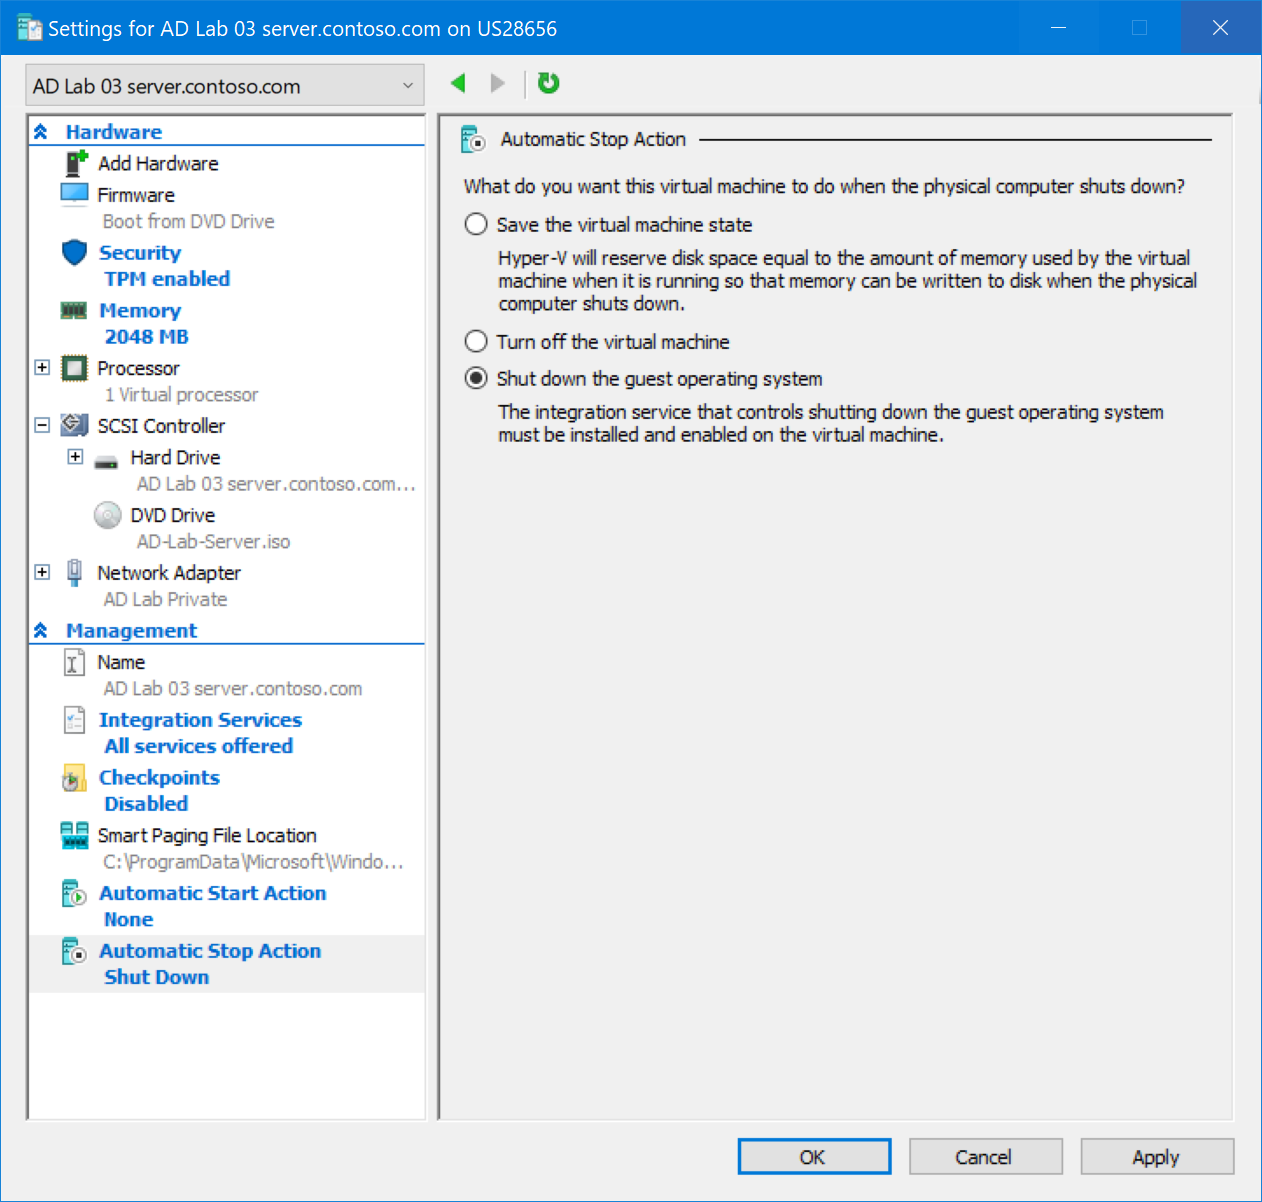 Settings for AD Lab 03 server.contoso.com on US28656
AD Lab 03 server.contoso.com
Hardware
Add Hardware
Firmware
Boot from DVD Drive
Security
TPM enabled
Memory
2048 MB
Processor
1 Virtual processor
SCSI Controller
Hard Drive
AD Lab 03 server.contoso.com...
DVD Drive
AD-Lab-Server.iso
Network Adapter
AD Lab Private
Management
Name
AD Lab 03 server.contoso.com
Integration Services
All services offered
Checkpoints
Disabled
Smart Paging File Location
C:\ProgramData\Microsoft\Windo...
Automatic Start Action
None
Automatic Stop Action
Shut Down
Automatic Stop Action
What do you want this virtual machine to do when the physical computer shuts down?
Save the virtual machine state
Hyper-V will reserve disk space equal to the amount of memory used by the virtual
machine when it is running so that memory can be written to disk when the physical
computer shuts down.
Turn off the virtual machine
Shut down the guest operating system
The integration service that controls shutting down the guest operating system
must be installed and enabled on the virtual machine.
OK
Cancel
Apply